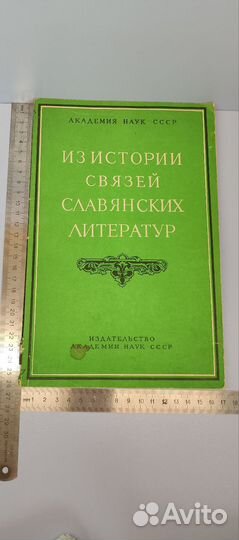 АКАДЕМИЯ НАУК СССР
ИЗ ИСТОРИИ
СВЯЗЕЙ
СЛАВЯНСКИХ
ЛИТЕРАТУР
ИЗДАТЕЛЬСТВО
АКАДЕМИИ НАУК СССР
Avito